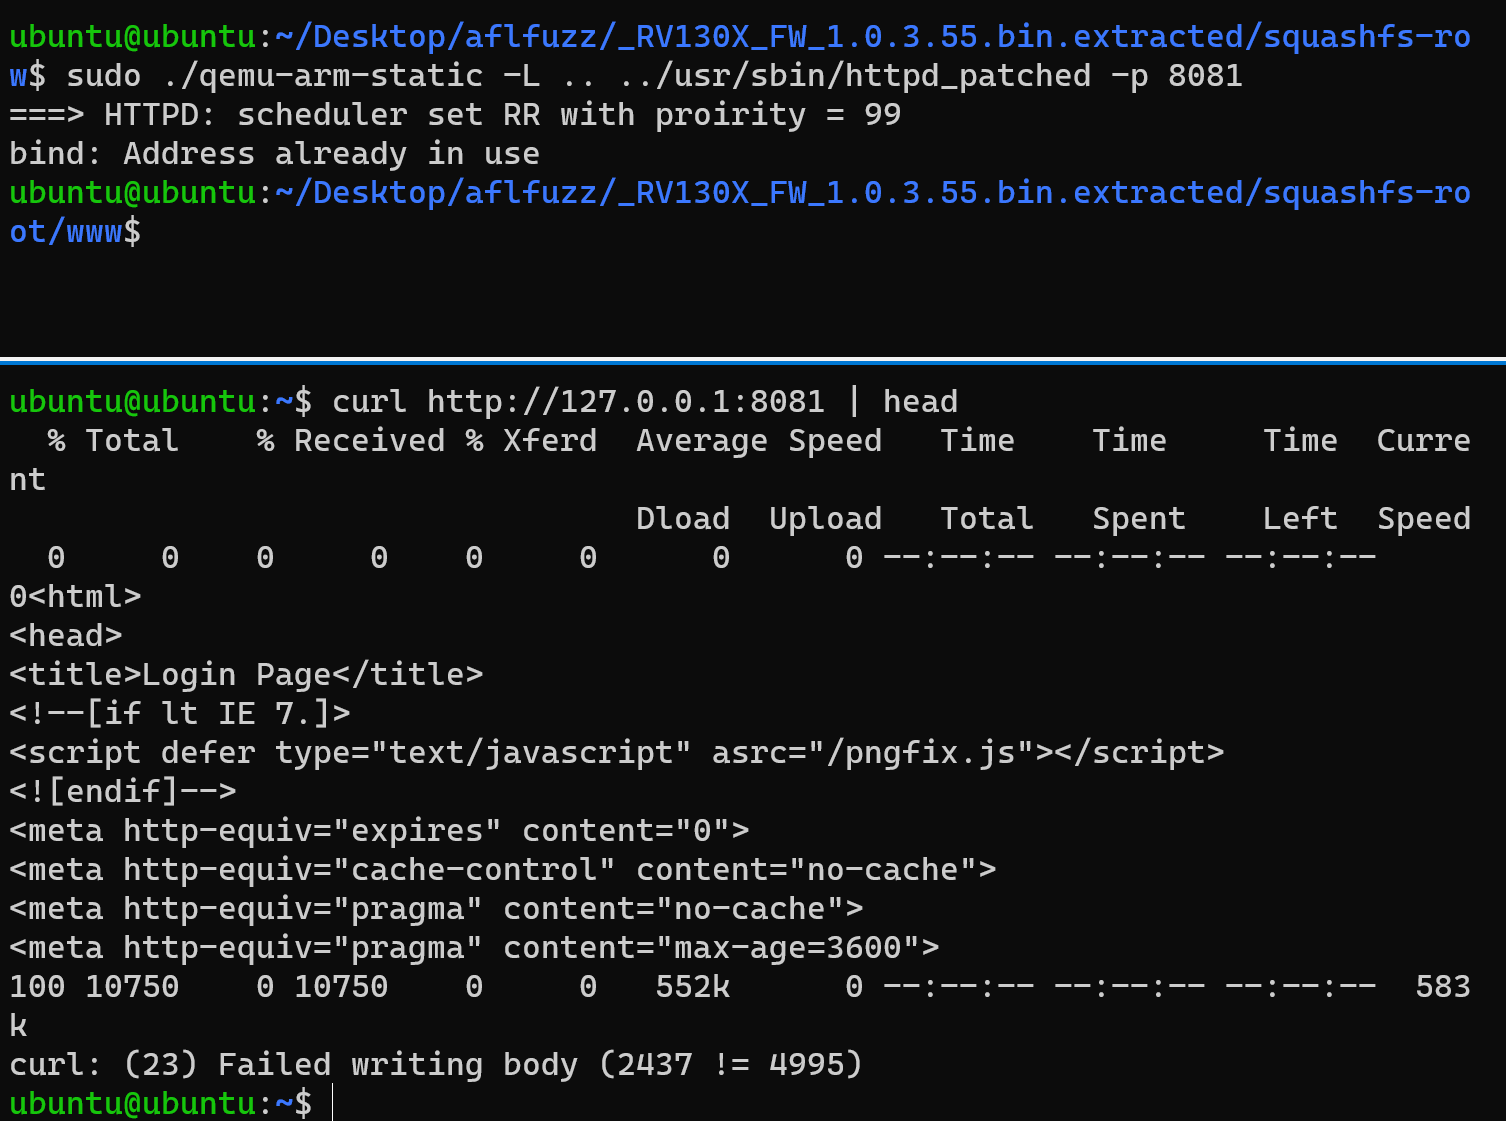 ubuntu@ubuntu:~/Desktop/aflfuzz/_RV130X_FW_1.0.3.55.bin.extracted/squashfs-ro
w$ sudo ./qemu-arm-static -L .. ../usr/sbin/httpd_patched -p 8081
===> HTTPD: scheduler set RR with proirity = 99
bind: Address already in use
ubuntu@ubuntu:~/Desktop/aflfuzz/_RV130X_FW_1.0.3.55.bin.extracted/squashfs-ro
ot/www$
ubuntu@ubuntu:~$ curl http://127.0.0.1:8081 | head
  % Total    % Received % Xferd  Average Speed   Time    Time     Time  Curre
nt
                                 Dload  Upload   Total   Spent    Left  Speed
  0     0    0     0    0     0      0      0 --:--:-- --:--:-- --:--:--
0<html>
<head>
<title>Login Page</title>
<!--[if lt IE 7.]>
<script defer type="text/javascript" asrc="/pngfix.js"></script>
<![endif]-->
<meta http-equiv="expires" content="0">
<meta http-equiv="cache-control" content="no-cache">
<meta http-equiv="pragma" content="no-cache">
<meta http-equiv="pragma" content="max-age=3600">
100 10750    0 10750    0     0   552k      0 --:--:-- --:--:-- --:--:--  583
k
curl: (23) Failed writing body (2437 != 4995)
ubuntu@ubuntu:~$